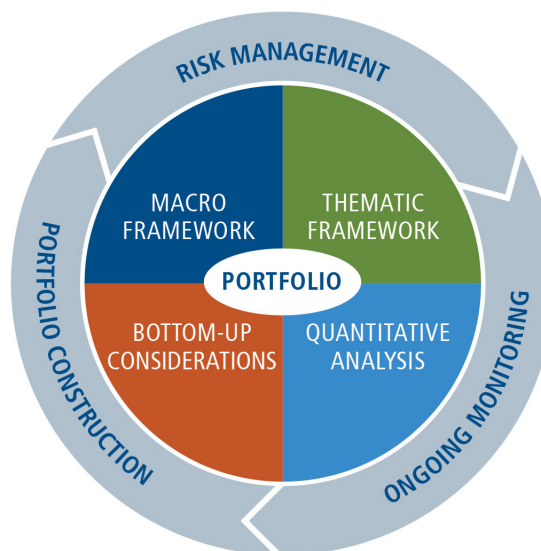 RISK MANAGEMENT
MACRO
FRAMEWORK
THEMATIC
FRAMEWORK
PORTFOLIO
BOTTOM-UP
CONSIDERATIONS
QUANTITATIVE
ANALYSIS
PORTFOLIO CONSTRUCTION
ONGOING MONITORING